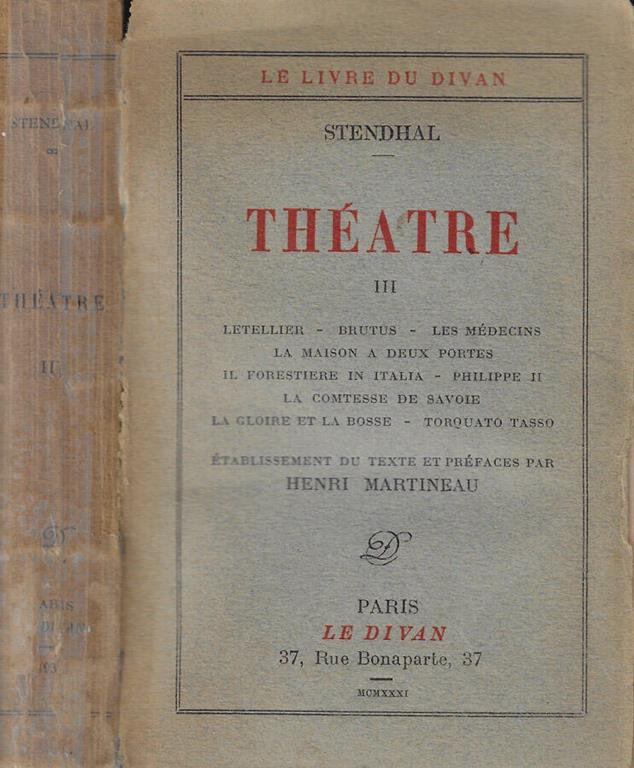 STENDHAL
THÉATRE
LE LIVRE DU DIVAN
STENDHAL
THÉATRE
III
LETELLIER - BRUTUS - LES MÉDECINS
LA MAISON A DEUX PORTES
IL FORESTIERE IN ITALIA - PHILIPPE II
LA COMTESSE DE SAVOIE
LA GLOIRE ET LA BOSSE - TORQUATO TASSO
ÉTABLISSEMENT DU TEXTE ET PRÉFACES PAR
HENRI MARTINEAU
D
PARIS
LE DIVAN
37, Rue Bonaparte, 37
MCMXXXI